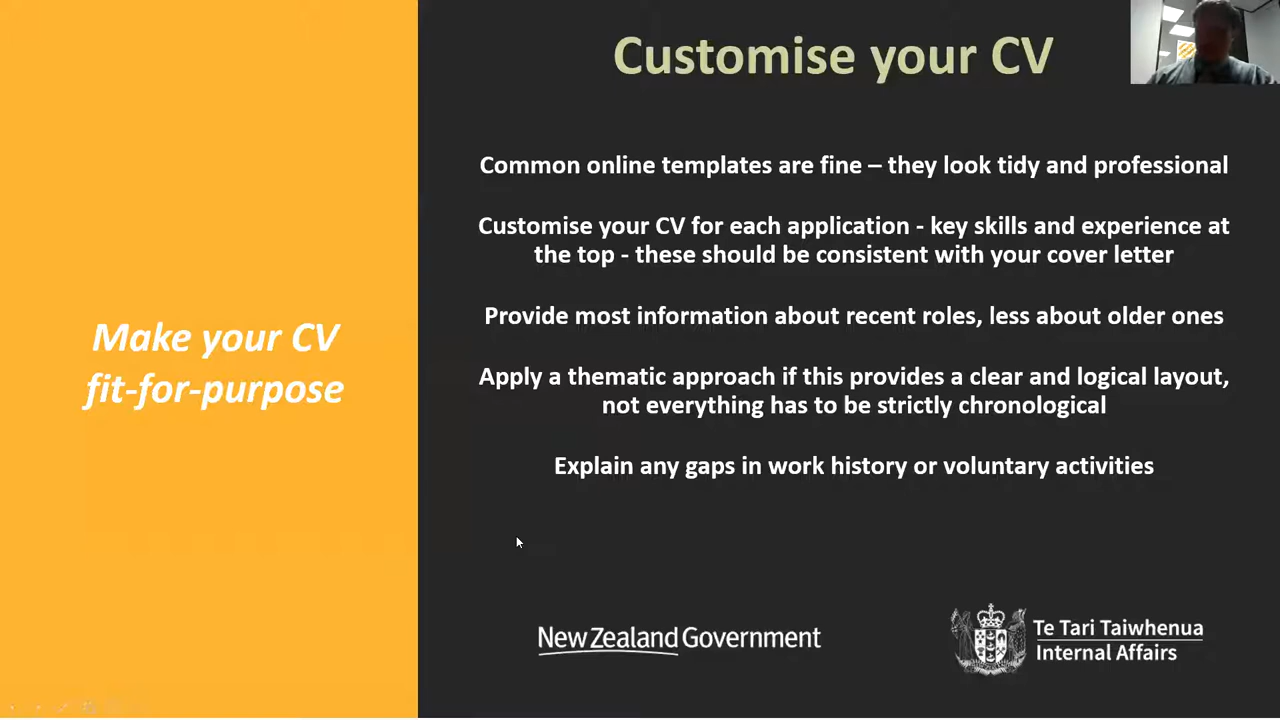 Customise your CV
Common online templates are fine – they look tidy and professional
Customise your CV for each application - key skills and experience at
the top - these should be consistent with your cover letter
Provide most information about recent roles, less about older ones
Make your CV
fit-for-purpose
Apply a thematic approach if this provides a clear and logical layout,
not everything has to be strictly chronological
Explain any gaps in work history or voluntary activities
New Zealand Government
Te Tari Taiwhenua
Internal Affairs